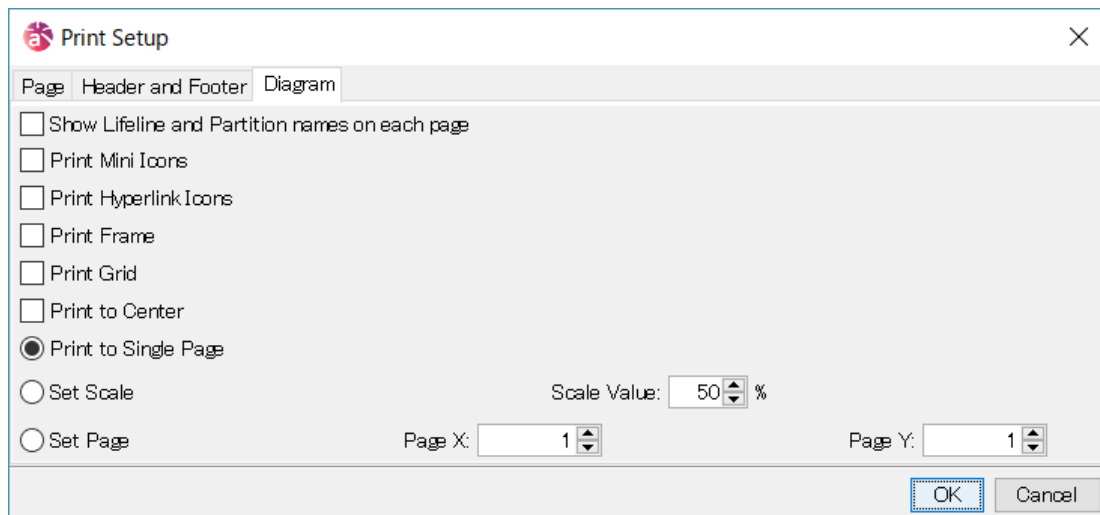 Print Setup
Page Header and Footer Diagram
Show Lifeline and Partition names on each page
Print Mini Icons
Print Hyperlink Icons
Print Frame
Print Grid
Print to Center
Print to Single Page
Set Scale Scale Value: 50 %
Set Page Page X: 1 Page Y: 1
OK Cancel